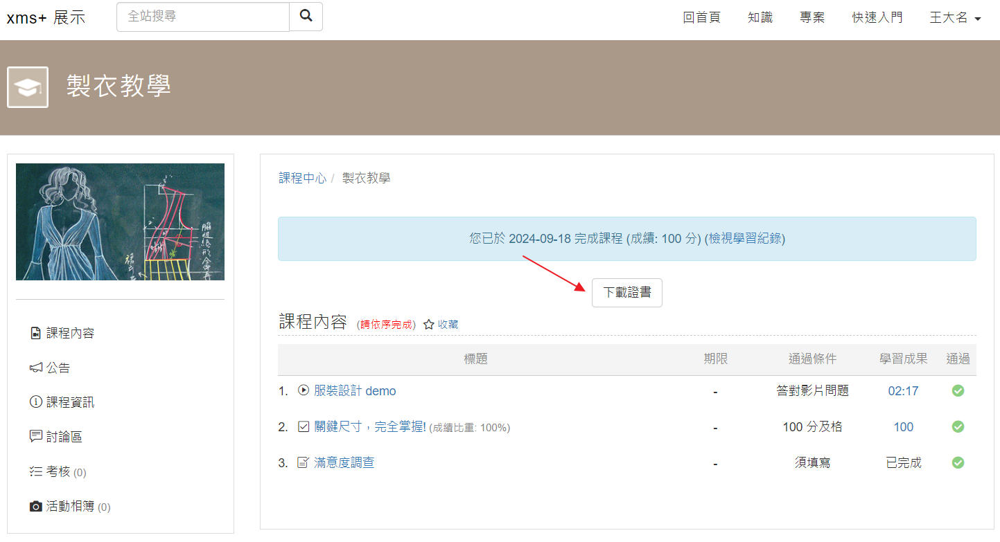 xms+ 展示
全站搜尋
回首頁 知識 專案 快速入門 王大名
製衣教學
課程中心 / 製衣教學
您已於 2024-09-18 完成課程 (成績: 100 分) (檢視學習紀錄)
下載證書
課程內容 (請依序完成) 收藏
標題 期限 通過條件 學習成果 通過
1. 服裝設計 demo - 答對影片問題 02:17
2. 關鍵尺寸，完全掌握! (成績比重: 100%) - 100 分及格 100
3. 滿意度調查 - 須填寫 已完成
課程內容
公告
課程資訊
討論區
考核 (0)
活動相簿 (0)